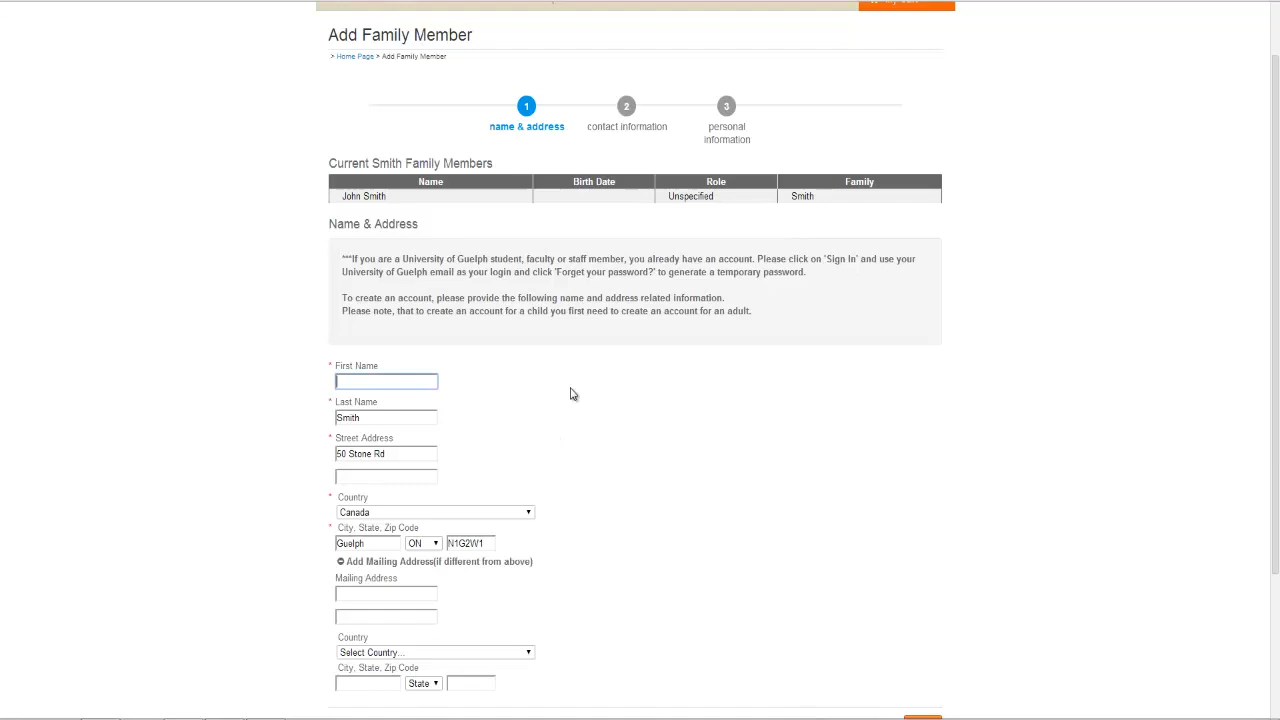 Add Family Member
> Home Page > Add Family Member
1 2 3
name & address contact information personal information
Current Smith Family Members
Name Birth Date Role Family
John Smith Unspecified Smith
Name & Address
***If you are a University of Guelph student, faculty or staff member, you already have an account. Please click on 'Sign In' and use your
University of Guelph email as your login and click 'Forget your password?' to generate a temporary password.
To create an account, please provide the following name and address related information.
Please note, that to create an account for a child you first need to create an account for an adult.
* First Name
* Last Name
Smith
* Street Address
50 Stone Rd
* Country
Canada
* City, State, Zip Code
Guelph ON N1G2W1
Add Mailing Address(if different from above)
Mailing Address
Country
Select Country...
City, State, Zip Code
State